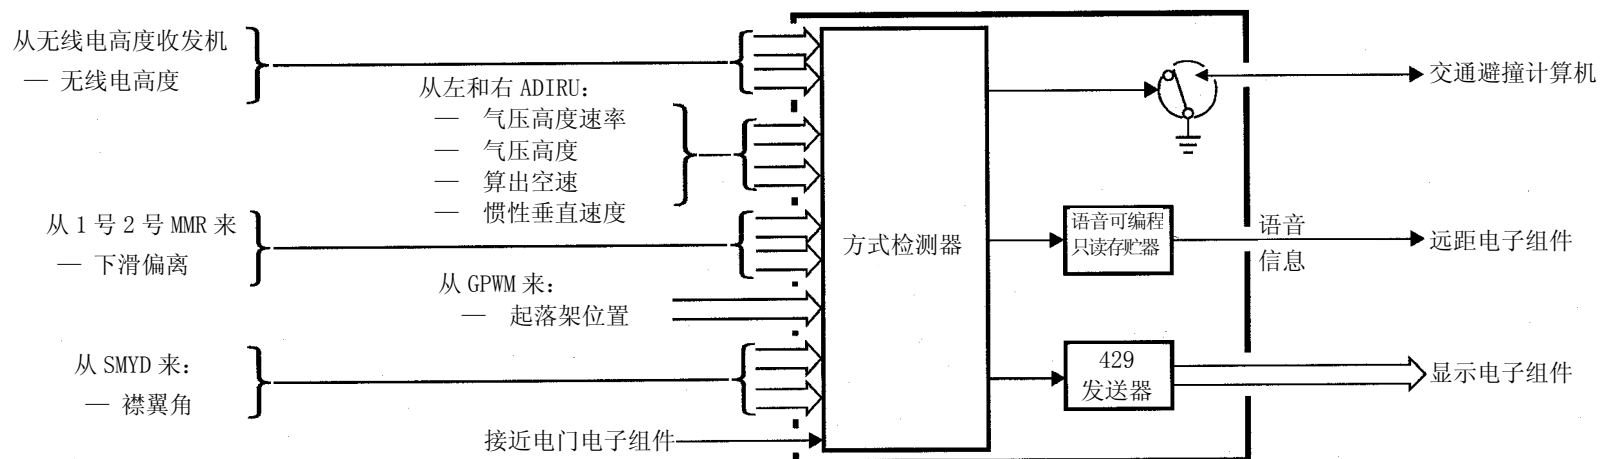 从无线电高度收发机
— 无线电高度
从左和右 ADIRU:
— 气压高度速率
— 气压高度
— 算出空速
— 惯性垂直速度
从 1 号 2 号 MMR 来
— 下滑偏离
从 GPWM 来:
— 起落架位置
从 SMYD 来:
— 襟翼角
接近电门电子组件
方式检测器
语音可编程
只读存贮器
429
发送器
语音
信息
交通避撞计算机
远距电子组件
显示电子组件